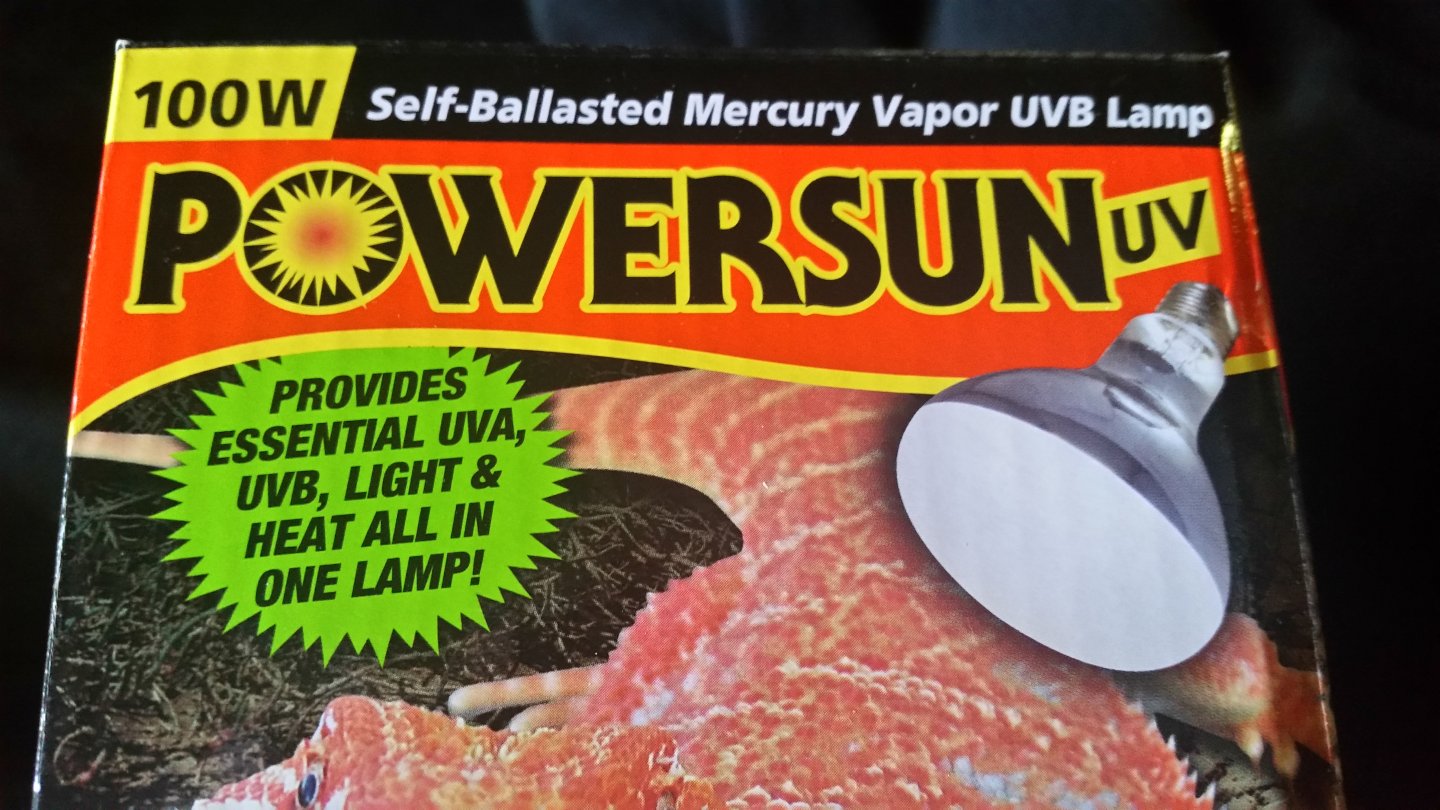 100W
Self-Ballasted Mercury Vapor UVB Lamp
POWERSUN UV
PROVIDES
ESSENTIAL UVA,
UVB, LIGHT &
HEAT ALL IN
ONE LAMP!